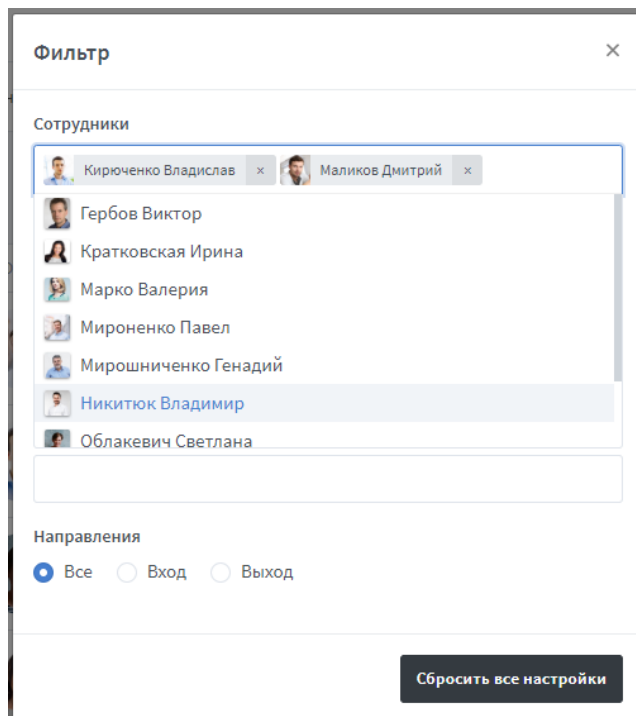 Фильтр ×
Сотрудники
Кирюченко Владислав × Маликов Дмитрий ×
Гербов Виктор
Кратковская Ирина
Марко Валерия
Мироненко Павел
Мирошниченко Генадий
Никитюк Владимир
Облакевич Светлана
Направления
Все Вход Выход
Сбросить все настройки